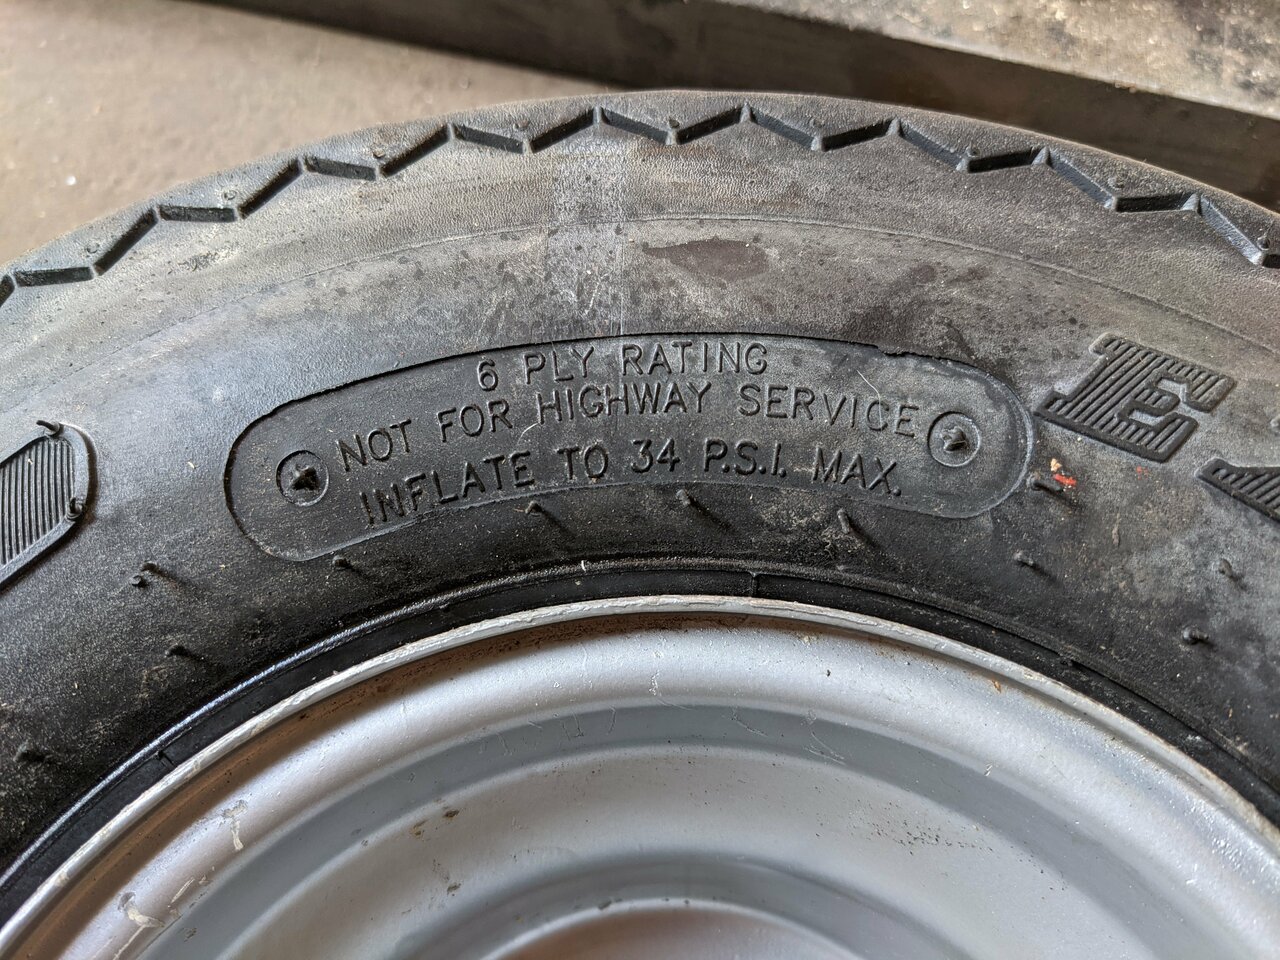 6 PLY RATING
NOT FOR HIGHWAY SERVICE
INFLATE TO 34 P.S.I. MAX.
E